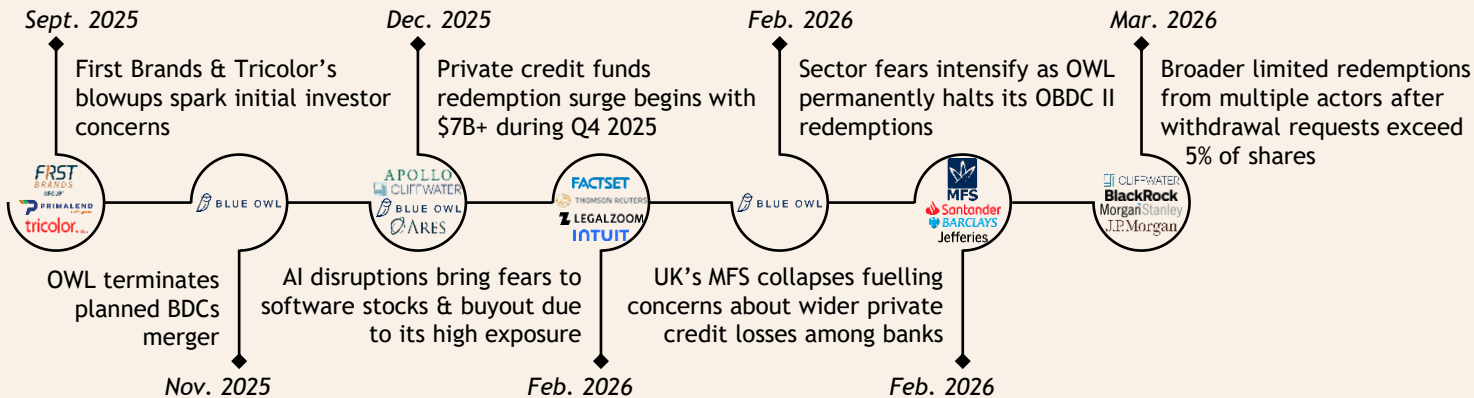 Sept. 2025
First Brands & Tricolor’s
blowups spark initial investor
concerns
FIRST
BRANDS
GROUP
PRIMALEND
tricolor
BLUE OWL
OWL terminates
planned BDCs
merger
Nov. 2025
Dec. 2025
Private credit funds
redemption surge begins with
$7B+ during Q4 2025
APOLLO
CLIFFWATER
BLUE OWL
ARES
FACTSET
THOMSON REUTERS
LEGALZOOM
INTUIT
AI disruptions bring fears to
software stocks & buyout due
to its high exposure
Feb. 2026
Feb. 2026
Sector fears intensify as OWL
permanently halts its OBDC II
redemptions
BLUE OWL
MFS
Santander
BARCLAYS
Jefferies
UK’s MFS collapses fuelling
concerns about wider private
credit losses among banks
Feb. 2026
Mar. 2026
Broader limited redemptions
from multiple actors after
withdrawal requests exceed
5% of shares
CLIFFWATER
BlackRock
Morgan Stanley
J.P.Morgan